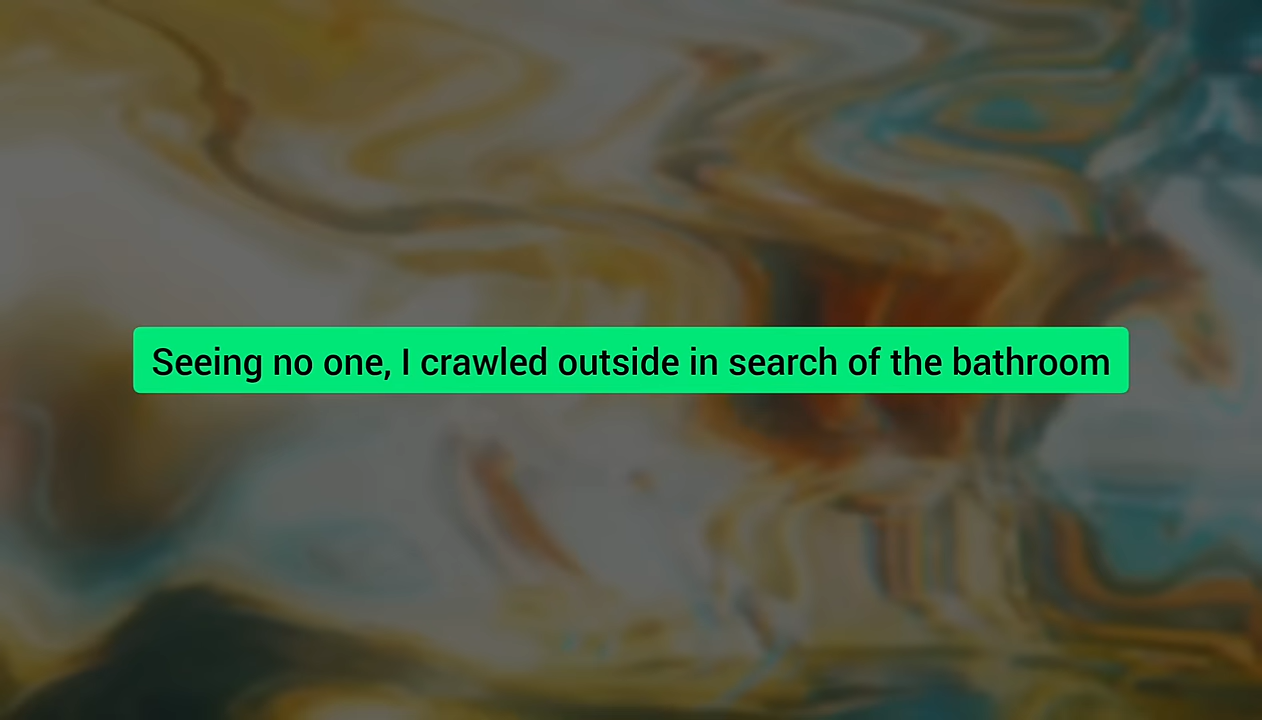 Seeing no one, I crawled outside in search of the bathroom